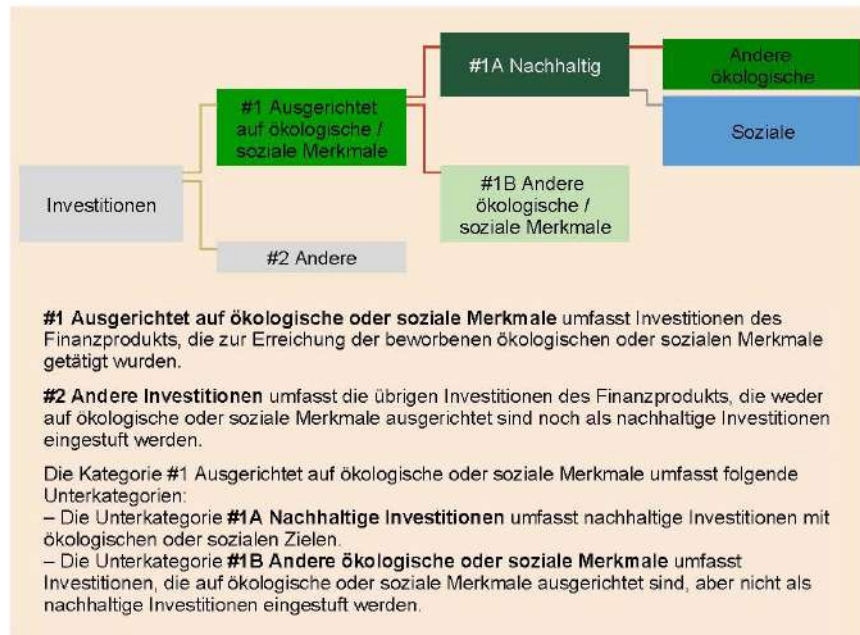 #1A Nachhaltig
Andere
ökologische
#1 Ausgerichtet
auf ökologische /
soziale Merkmale
Soziale
#1B Andere
ökologische /
soziale Merkmale
Investitionen
#2 Andere
#1 Ausgerichtet auf ökologische oder soziale Merkmale umfasst Investitionen des
Finanzprodukts, die zur Erreichung der beworbenen ökologischen oder sozialen Merkmale
getätigt wurden.
#2 Andere Investitionen umfasst die übrigen Investitionen des Finanzprodukts, die weder
auf ökologische oder soziale Merkmale ausgerichtet sind noch als nachhaltige Investitionen
eingestuft werden.
Die Kategorie #1 Ausgerichtet auf ökologische oder soziale Merkmale umfasst folgende
Unterkategorien:
– Die Unterkategorie #1A Nachhaltige Investitionen umfasst nachhaltige Investitionen mit
ökologischen oder sozialen Zielen.
– Die Unterkategorie #1B Andere ökologische oder soziale Merkmale umfasst
Investitionen, die auf ökologische oder soziale Merkmale ausgerichtet sind, aber nicht als
nachhaltige Investitionen eingestuft werden.